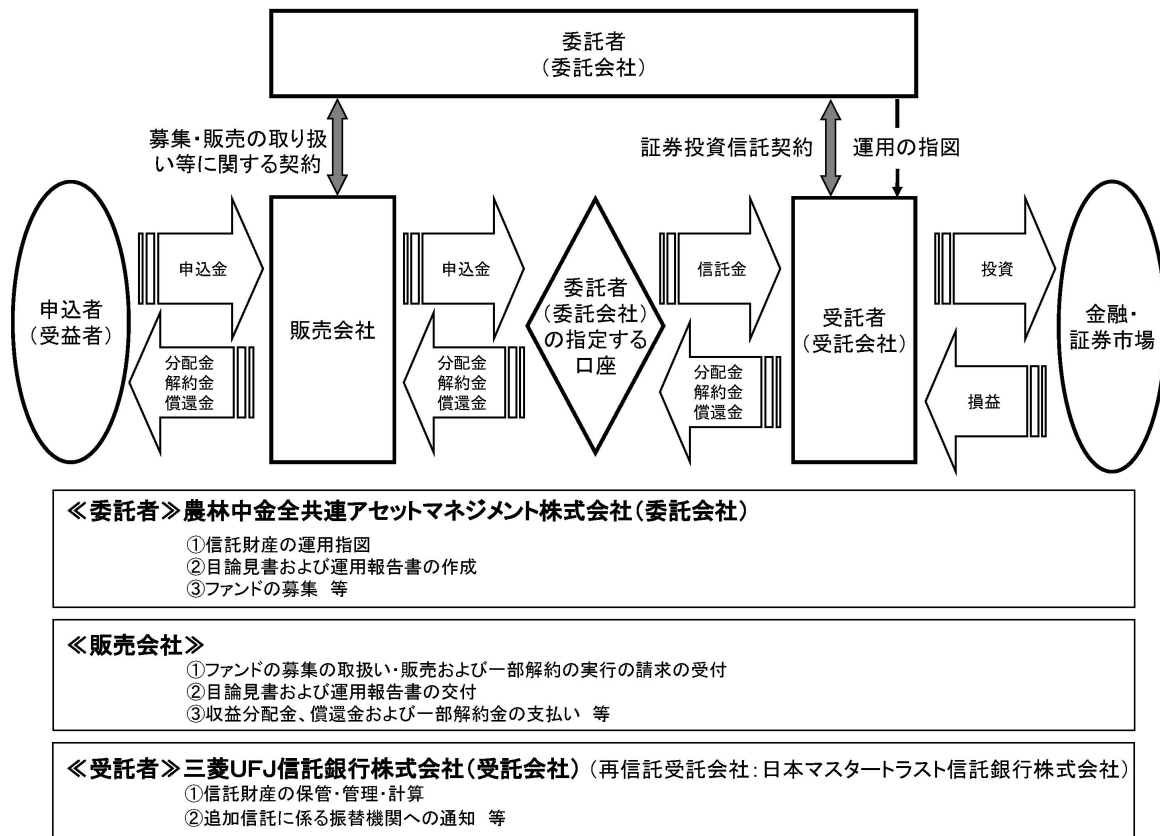 委託者
(委託会社)
募集・販売の取り扱
い等に関する契約
証券投資信託契約
運用の指図
申込者
(受益者)
申込金
分配金
解約金
償還金
販売会社
申込金
分配金
解約金
償還金
委託者
(委託会社)
の指定する
口座
信託金
分配金
解約金
償還金
受託者
(受託会社)
投資
損益
金融・
証券市場
≪委託者≫農林中金全共連アセットマネジメント株式会社(委託会社)
①信託財産の運用指図
②目論見書および運用報告書の作成
③ファンドの募集 等
≪販売会社≫
①ファンドの募集の取扱い・販売および一部解約の実行の請求の受付
②目論見書および運用報告書の交付
③収益分配金、償還金および一部解約金の支払い 等
≪受託者≫三菱UFJ信託銀行株式会社(受託会社) (再信託受託会社:日本マスタートラスト信託銀行株式会社)
①信託財産の保管・管理・計算
②追加信託に係る振替機関への通知 等